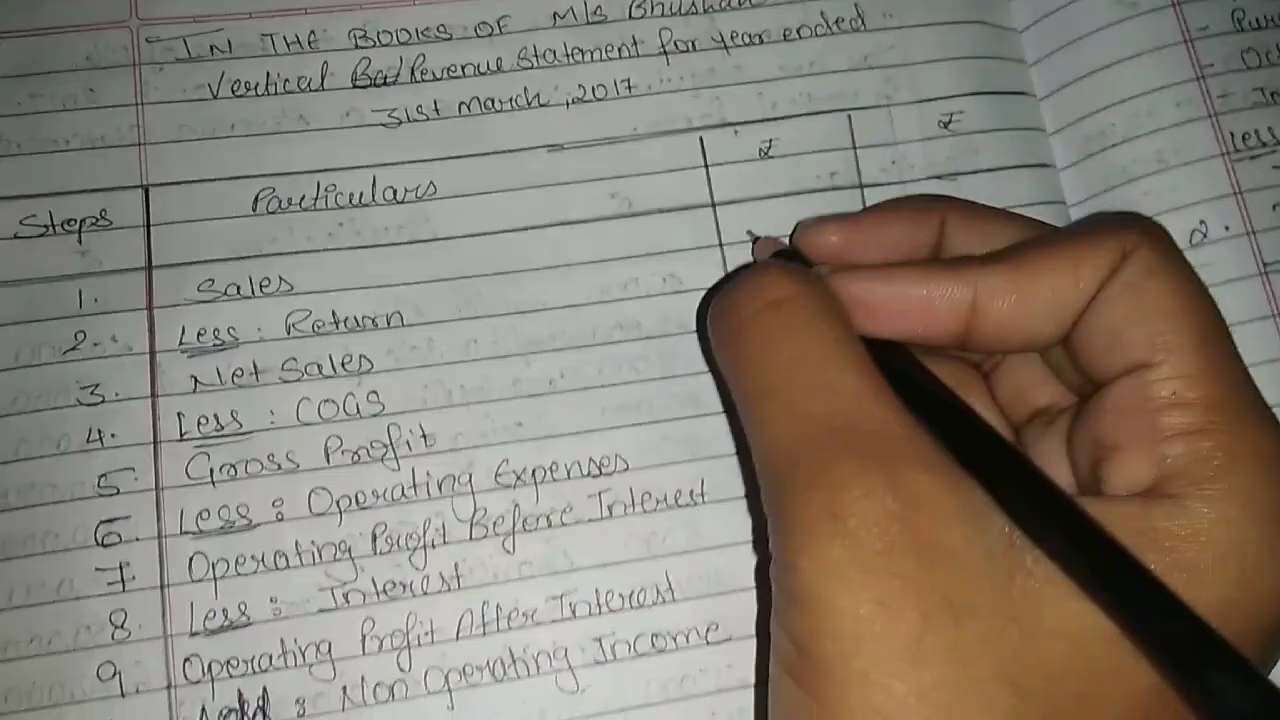 IN THE BOOKS OF M/s Bhushan
Vertical Revenue Statement for year ended
31st March, 2017
Steps Particulars ₹ ₹
1. Sales
2. Less: Return
3. Net Sales
4. Less: COGS
5. Gross Profit
6. Less: Operating Expenses
7 Operating Profit Before Interest
8. Less: Interest
9. Operating Profit After Interest
Add: Non Operating Income
Less
2.